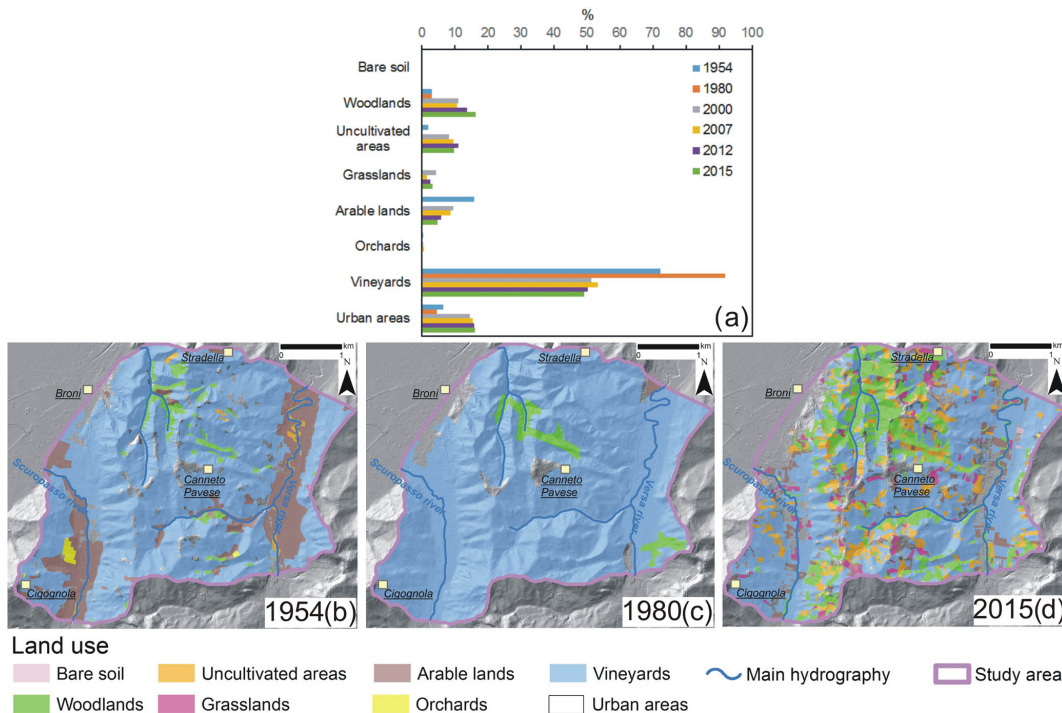 %
0 10 20 30 40 50 60 70 80 90 100
Bare soil
Woodlands
Uncultivated
areas
Grasslands
Arable lands
Orchards
Vineyards
Urban areas
1954
1980
2000
2007
2012
2015
(a)
Stradella
km
0 1
N
Broni
Canneto
Pavese
Scuropasso river
Versa river
Cigognola
1954(b)
Stradella
km
0 1
N
Broni
Canneto
Pavese
Scuropasso river
Versa river
Cigognola
1980(c)
Stradella
km
0 1
N
Broni
Canneto
Pavese
Scuropasso river
Versa river
Cigognola
2015(d)
Land use
Bare soil Uncultivated areas Arable lands Vineyards Main hydrography Study area
Woodlands Grasslands Orchards Urban areas